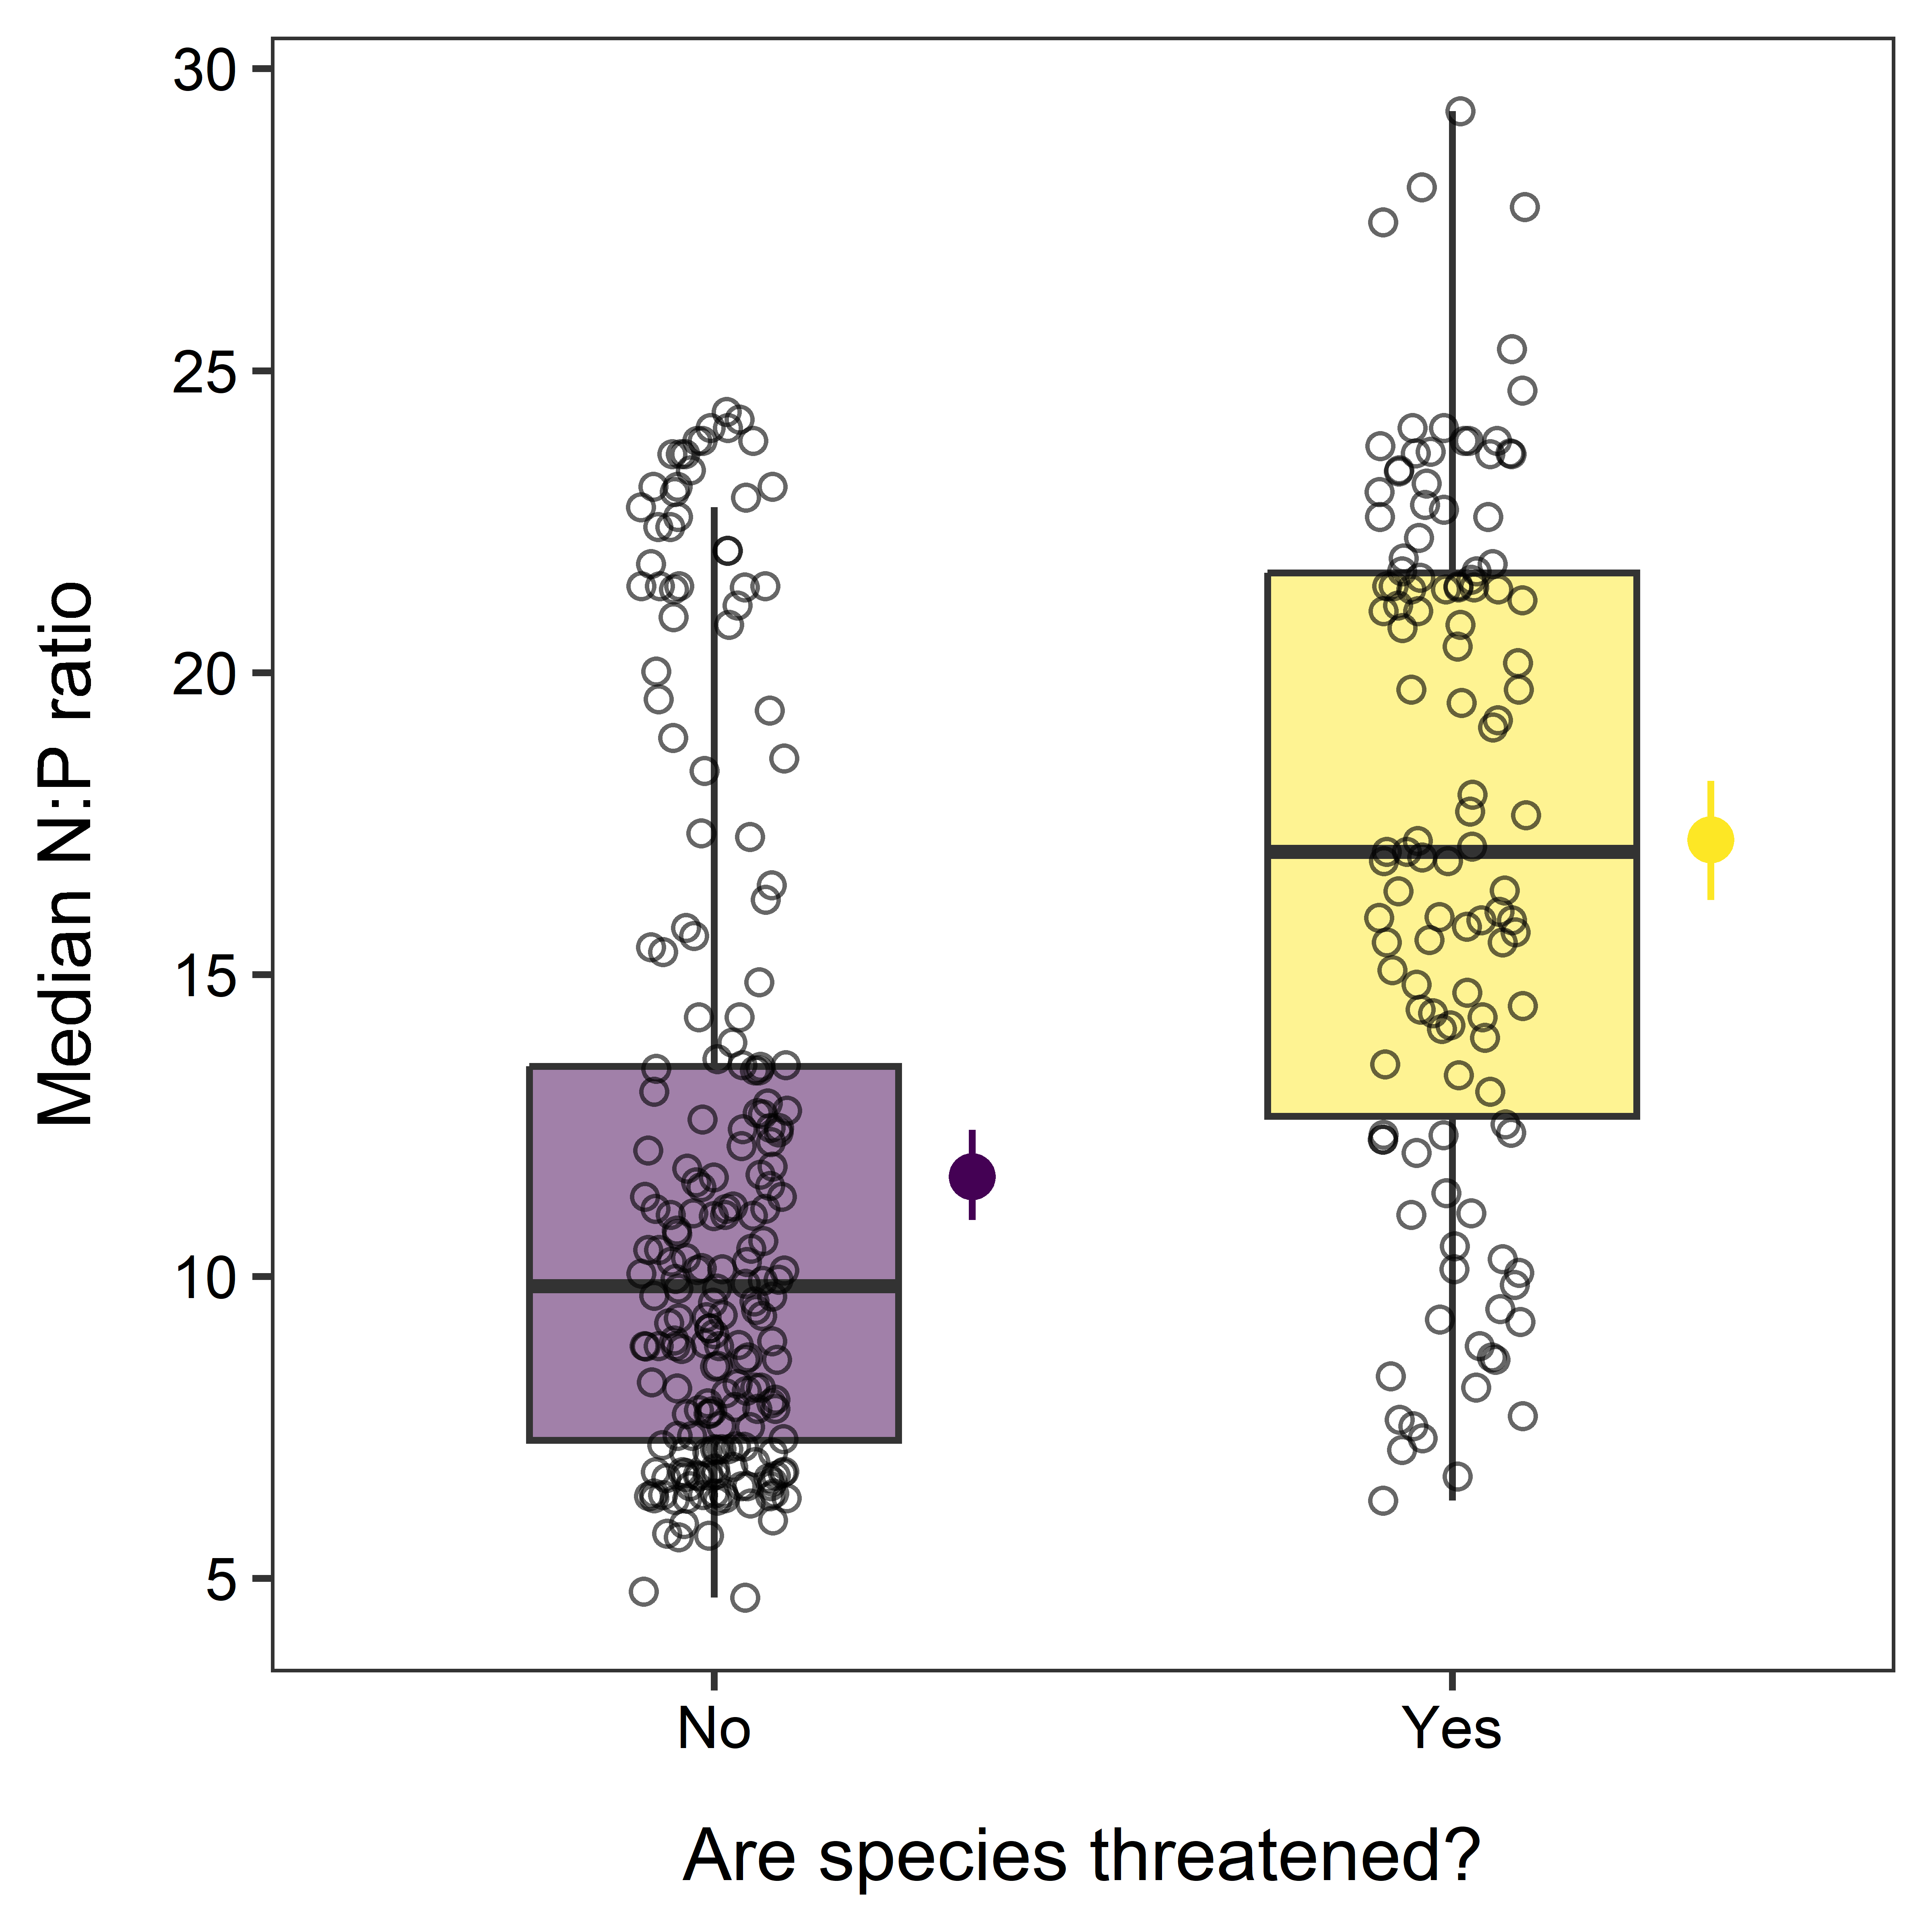 Median N:P ratio
30
25
20
15
10
5
No
Yes
Are species threatened?